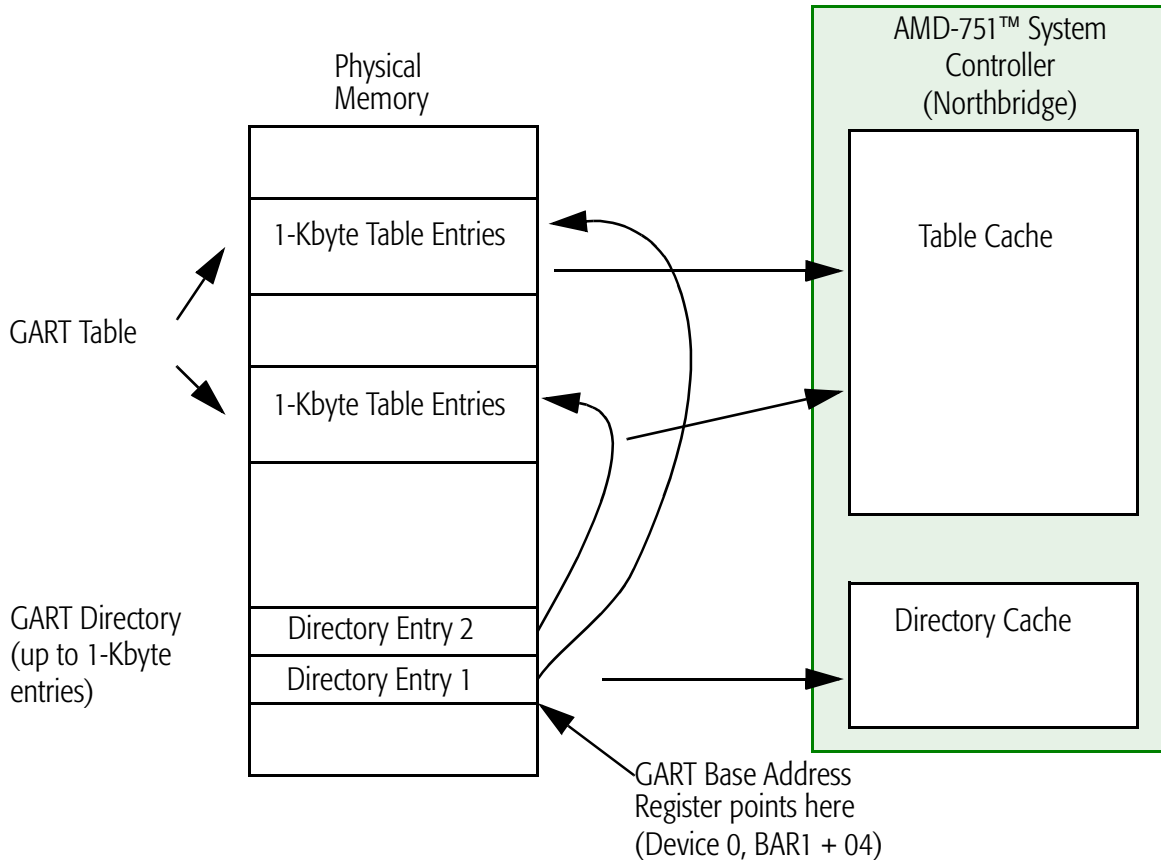 AMD-751™ System
Controller
(Northbridge)
Physical
Memory
1-Kbyte Table Entries
Table Cache
GART Table
1-Kbyte Table Entries
GART Directory
(up to 1-Kbyte
entries)
Directory Entry 2
Directory Entry 1
Directory Cache
GART Base Address
Register points here
(Device 0, BAR1 + 04)